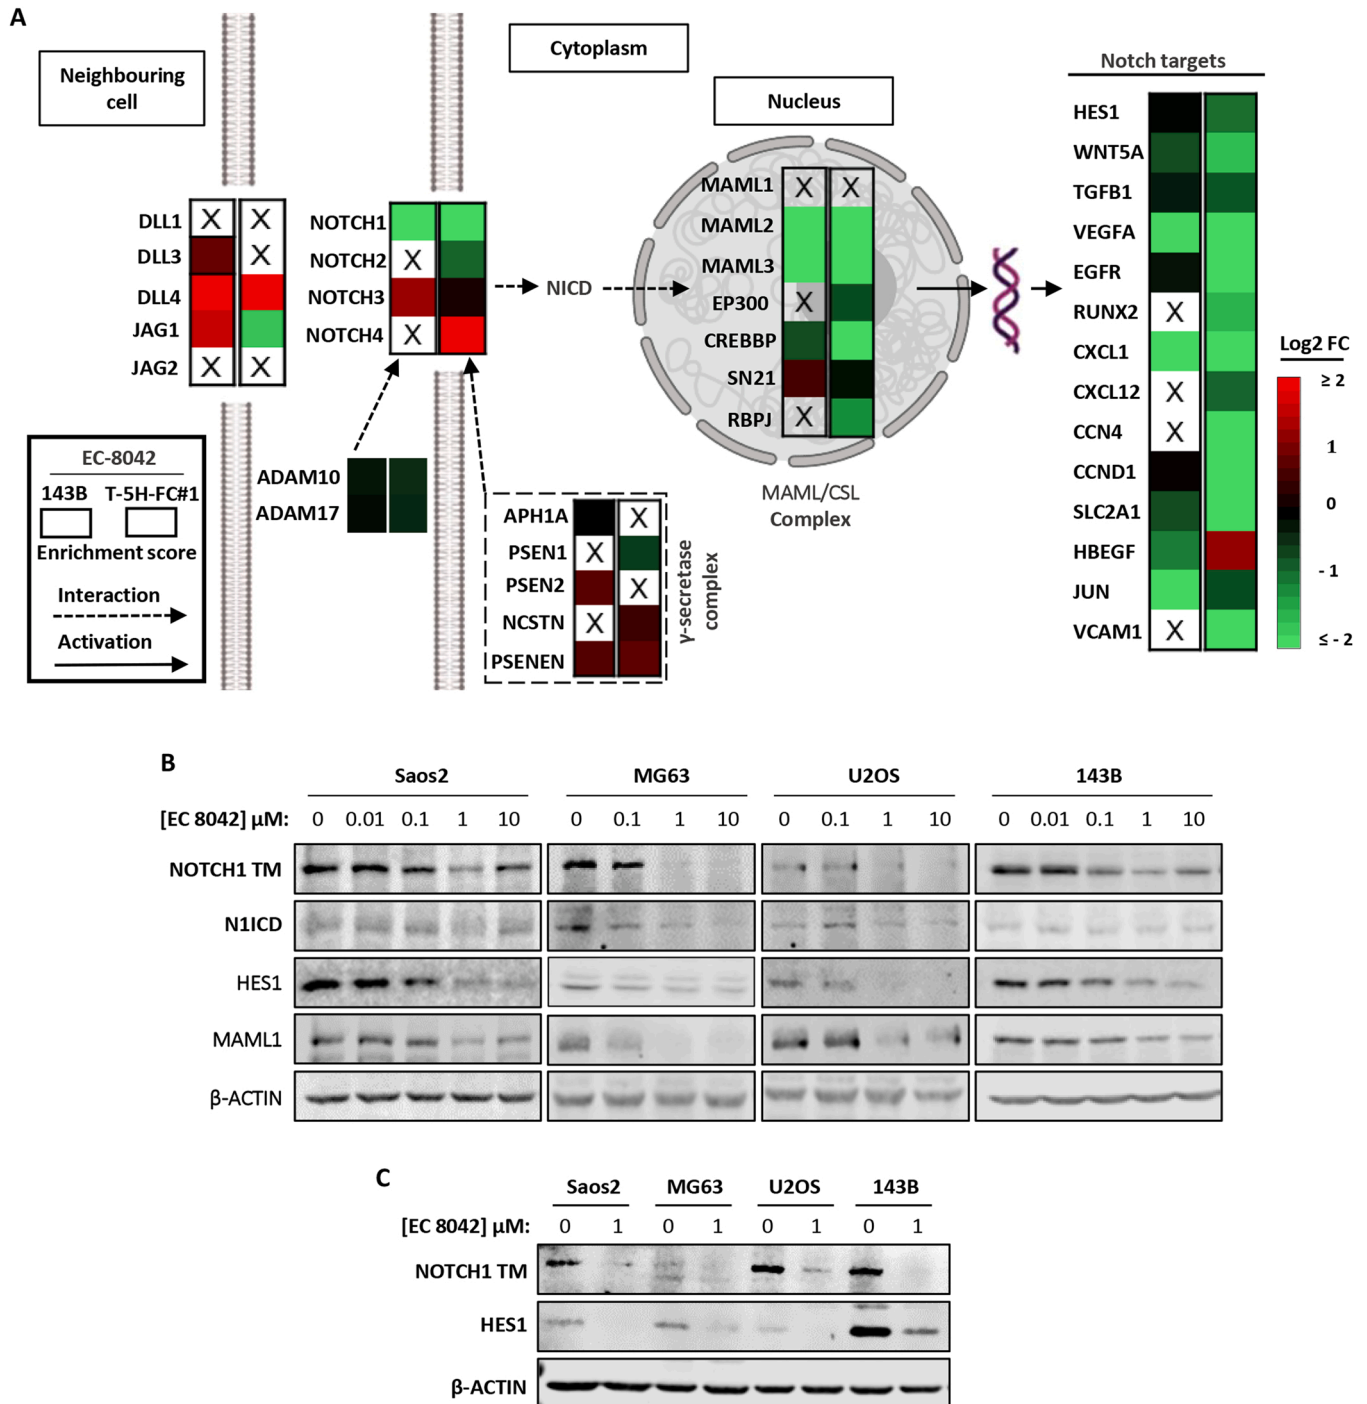 A
Neighbouring
cell
Cytoplasm
Nucleus
Notch targets
DLL1 X X
DLL3 X
DLL4
JAG1
JAG2 X X
NOTCH1
NOTCH2 X
NOTCH3
NOTCH4 X
NICD
MAML1 X X
MAML2
MAML3
EP300 X
CREBBP
SN21
RBPJ X
MAML/CSL
Complex
HES1
WNT5A
TGFB1
VEGFA
EGFR
RUNX2 X
CXCL1
CXCL12 X
CCN4 X
CCND1
SLC2A1
HBEGF
JUN
VCAM1 X
Log2 FC
≥ 2
1
0
- 1
≤ - 2
EC-8042
143B T-5H-FC#1
Enrichment score
Interaction
Activation
ADAM10
ADAM17
APH1A X
PSEN1 X
PSEN2 X
NCSTN X
PSENEN
γ-secretase
complex
B
Saos2 MG63 U2OS 143B
[EC 8042] μM: 0 0.01 0.1 1 10 0 0.1 1 10 0 0.1 1 10 0 0.01 0.1 1 10
NOTCH1 TM
N1ICD
HES1
MAML1
β-ACTIN
C
Saos2 MG63 U2OS 143B
[EC 8042] μM: 0 1 0 1 0 1 0 1
NOTCH1 TM
HES1
β-ACTIN